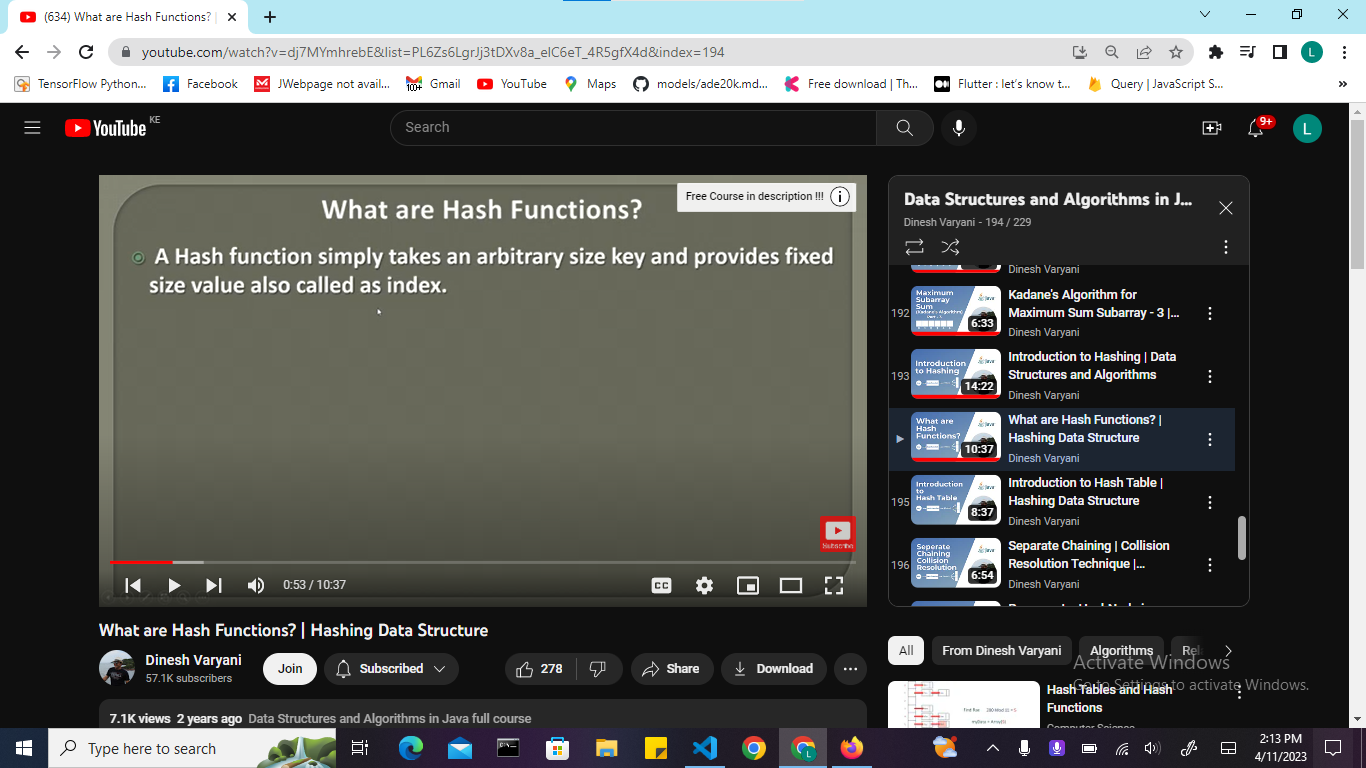 (634) What are Hash Functions? |
youtube.com/watch?v=dj7MYmhrebE&list=PL6Zs6LgrJj3tDXv8a_elC6eT_4R5gfX4d&index=194
TensorFlow Python...
Facebook
JWebpage not avail...
100+
Gmail
YouTube
Maps
models/ade20k.md...
Free download | Th...
Flutter : let's know t...
Query | JavaScript S...
»
YouTube KE
Search
9+
L
What are Hash Functions?
Free Course in description !!!
A Hash function simply takes an arbitrary size key and provides fixed
size value also called as index.
Subscribe
0:53 / 10:37
CC
What are Hash Functions? | Hashing Data Structure
Dinesh Varyani
57.1K subscribers
Join
Subscribed
278
Share
Download
7.1K views 2 years ago Data Structures and Algorithms in Java full course
Data Structures and Algorithms in J...
Dinesh Varyani - 194 / 229
Dinesh Varyani
192
Maximum
Subarray
Sum
6:33
Kadane's Algorithm for
Maximum Sum Subarray - 3 |...
Dinesh Varyani
193
Introduction
to Hashing
14:22
Introduction to Hashing | Data
Structures and Algorithms
Dinesh Varyani
What are
Hash
Functions?
10:37
What are Hash Functions? |
Hashing Data Structure
Dinesh Varyani
195
Introduction
to
Hash Table
8:37
Introduction to Hash Table |
Hashing Data Structure
Dinesh Varyani
196
Seperate
Chaining
Collision
Resolution
6:54
Separate Chaining | Collision
Resolution Technique |...
Dinesh Varyani
All
From Dinesh Varyani
Algorithms
Hash Tables and Hash
Functions
Computer Science
Activate Windows
Go to Settings to activate Windows.
Type here to search
2:13 PM
4/11/2023